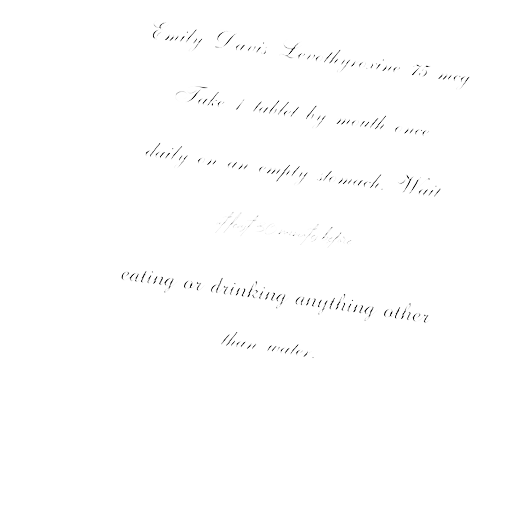 Emily Davis Levothyroxine 75 mcg
Take 1 tablet by mouth once
daily on an empty stomach. Wait
eating or drinking anything other
than water.